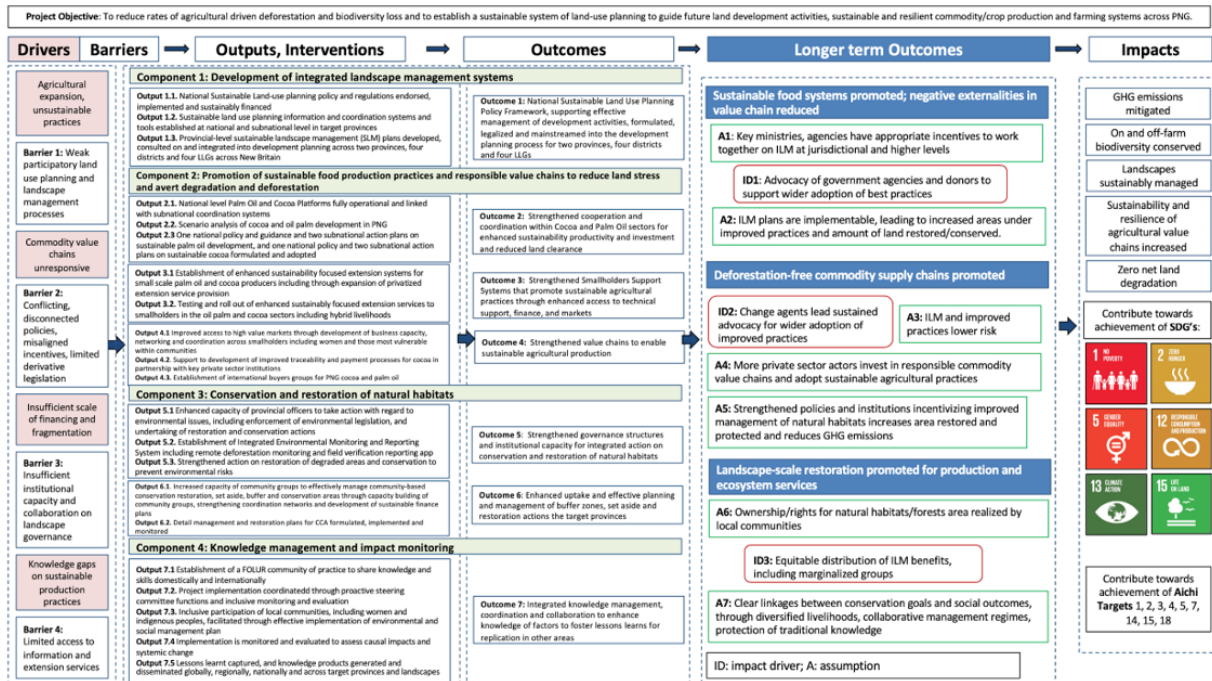 Project Objective: To reduce rates of agricultural driven deforestation and biodiversity loss and to establish a sustainable system of land-use planning to guide future land development activities, sustainable and resilient commodity/crop production and farming systems across PNG.
Drivers
Barriers
Outputs, Interventions
Outcomes
Longer term Outcomes
Impacts
Agricultural
expansion,
unsustainable
practices
Barrier 1: Weak
participatory land
use planning and
landscape
management
processes
Commodity value
chains
unresponsive
Barrier 2:
Conflicting,
disconnected
policies,
misaligned
incentives, limited
derivative
legislation
Insufficient scale
of financing and
fragmentation
Barrier 3:
Insufficient
institutional
capacity and
collaboration on
landscape
governance
Knowledge gaps
on sustainable
production
practices
Barrier 4:
Limited access to
information and
extension services
Component 1: Development of integrated landscape management systems
Output 1.1. National Sustainable Land-use planning policy and regulations endorsed,
implemented and sustainably financed
Output 1.2. Sustainable land use planning information and coordination systems and
tools established at national and subnational level in target provinces
Output 1.3. Provincial-level sustainable landscape management (SLM) plans developed,
consulted on and integrated into development planning across two provinces, four
districts and four LLGs across New Britain
Outcome 1: National Sustainable Land Use Planning
Policy Framework, supporting effective
management of development activities, formulated,
legalized and mainstreamed into the development
planning process for two provinces, four districts
and four LLGs
Component 2: Promotion of sustainable food production practices and responsible value chains to reduce land stress
and avert degradation and deforestation
Output 2.1. National level Palm Oil and Cocoa Platforms fully operational and linked
with subnational coordination systems
Output 2.2. Scenario analysis of cocoa and oil palm development in PNG
Output 2.3 One national policy and guidance and two subnational action plans on
sustainable palm oil development, and one national policy and two subnational action
plans on sustainable cocoa formulated and adopted
Outcome 2: Strengthened cooperation and
coordination within Cocoa and Palm Oil sectors for
enhanced sustainability productivity and investment
and reduced land clearance
Output 3.1 Establishment of enhanced sustainability focused extension systems for
small scale palm oil and cocoa producers including through expansion of privatized
extension service provision
Output 3.2. Testing and roll out of enhanced sustainably focused extension services to
smallholders in the oil palm and cocoa sectors including hybrid livelihoods
Outcome 3: Strengthened Smallholders Support
Systems that promote sustainable agricultural
practices through enhanced access to technical
support, finance, and markets
Output 4.1 Improved access to high value markets through development of business capacity,
networking and coordination across smallholders including women and those most vulnerable
within communities
Output 4.2. Support to development of improved traceability and payment processes for cocoa in
partnership with key private sector institutions
Output 4.3. Establishment of international buyers groups for PNG cocoa and palm oil
Outcome 4: Strengthened value chains to enable
sustainable agricultural production
Component 3: Conservation and restoration of natural habitats
Output 5.1 Enhanced capacity of provincial officers to take action with regard to
environmental issues, including enforcement of environmental legislation, and
undertaking of restoration and conservation actions
Output 5.2. Establishment of Integrated Environmental Monitoring and Reporting
System including remote deforestation monitoring and field verification reporting app
Output 5.3. Strengthened action on restoration of degraded areas and conservation to
prevent environmental risks
Outcome 5: Strengthened governance structures
and institutional capacity for integrated action on
conservation and restoration of natural habitats
Output 6.1. Increased capacity of community groups to effectively manage community-based
conservation restoration, set aside, buffer and conservation areas through capacity building of
community groups, strengthening coordination networks and development of sustainable finance
plans
Output 6.2. Detail management and restoration plans for CCA formulated, implemented and
monitored
Outcome 6: Enhanced uptake and effective planning
and management of buffer zones, set aside and
restoration actions the target provinces
Component 4: Knowledge management and impact monitoring
Output 7.1 Establishment of a FOLUR community of practice to share knowledge and
skills domestically and internationally
Output 7.2. Project implementation coordinatedd through proactive steering
committee functions and inclusive monitoring and evaluation
Output 7.3. Inclusive participation of local communities, including women and
indigenous peoples, facilitated through effective implementation of environmental and
social management plan
Output 7.4 Implementation is monitored and evaluated to assess causal impacts and
systemic change
Output 7.5 Lessons learnt captured, and knowledge products generated and
disseminated globally, regionally, nationally and across target provinces and landscapes
Outcome 7: Integrated knowledge management,
coordination and collaboration to enhance
knowledge of factors to foster lessons learns for
replication in other areas
Sustainable food systems promoted; negative externalities in
value chain reduced
A1: Key ministries, agencies have appropriate incentives to work
together on ILM at jurisdictional and higher levels
ID1: Advocacy of government agencies and donors to
support wider adoption of best practices
A2: ILM plans are implementable, leading to increased areas under
improved practices and amount of land restored/conserved.
Deforestation-free commodity supply chains promoted
ID2: Change agents lead sustained
advocacy for wider adoption of
improved practices
A3: ILM and improved
practices lower risk
A4: More private sector actors invest in responsible commodity
value chains and adopt sustainable agricultural practices
A5: Strengthened policies and institutions incentivizing improved
management of natural habitats increases area restored and
protected and reduces GHG emissions
Landscape-scale restoration promoted for production and
ecosystem services
A6: Ownership/rights for natural habitats/forests area realized by
local communities
ID3: Equitable distribution of ILM benefits,
including marginalized groups
A7: Clear linkages between conservation goals and social outcomes,
through diversified livelihoods, collaborative management regimes,
protection of traditional knowledge
ID: impact driver; A: assumption
GHG emissions
mitigated
On and off-farm
biodiversity conserved
Landscapes
sustainably managed
Sustainability and
resilience of
agricultural value
chains increased
Zero net land
degradation
Contribute towards
achievement of SDG's:
1 NO POVERTY
2 ZERO HUNGER
5 GENDER EQUALITY
12 RESPONSIBLE CONSUMPTION AND PRODUCTION
13 CLIMATE ACTION
15 LIFE ON LAND
Contribute towards
achievement of Aichi
Targets 1, 2, 3, 4, 5, 7,
14, 15, 18